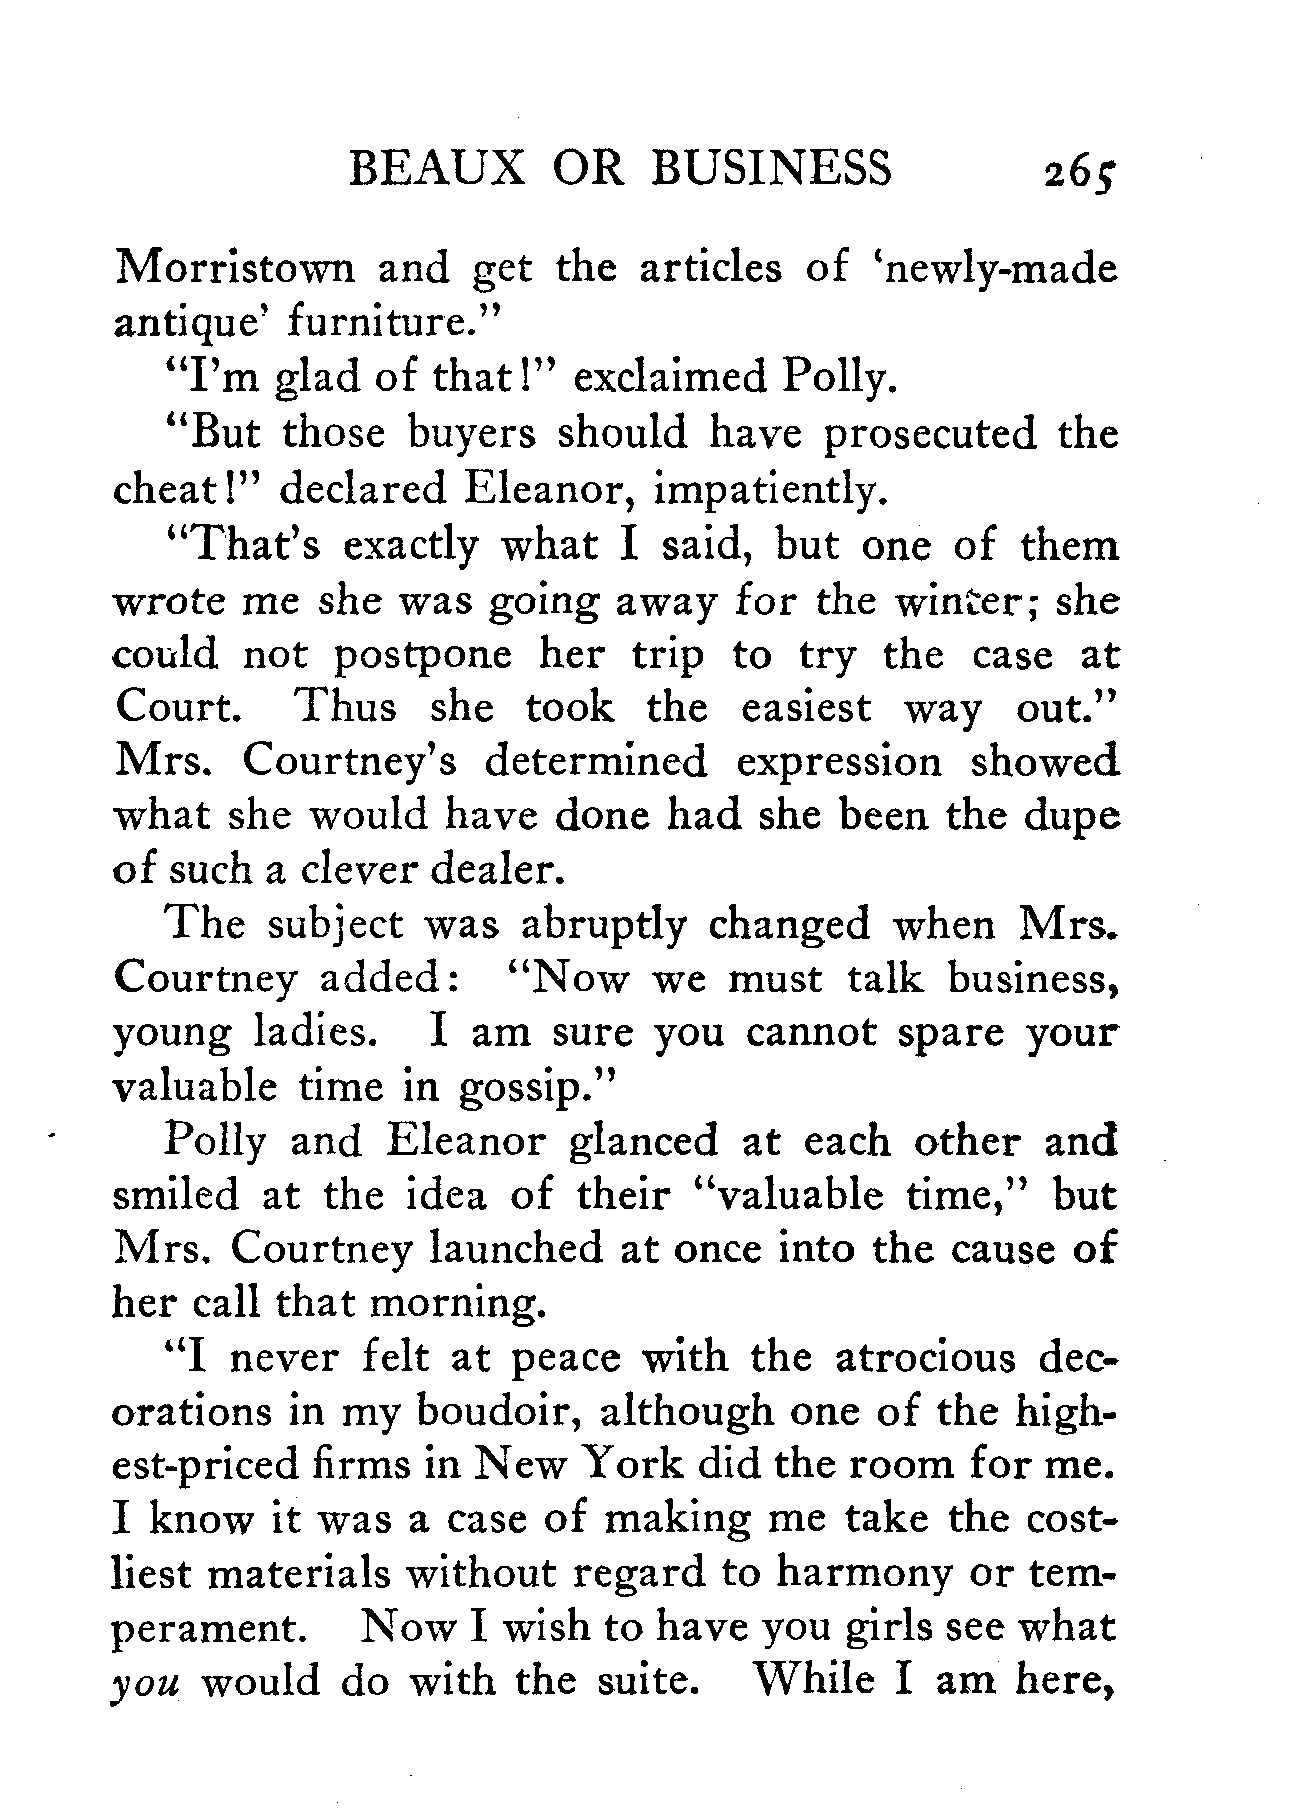 BEAUX OR BUSINESS 265
Morristown and get the articles of ‘newly-made
antique’ furniture.”
“I’m glad of that!” exclaimed Polly.
“But those buyers should have prosecuted the
cheat!” declared Eleanor, impatiently.
“That’s exactly what I said, but one of them
wrote me she was going away for the winter; she
could not postpone her trip to try the case at
Court. Thus she took the easiest way out.”
Mrs. Courtney’s determined expression showed
what she would have done had she been the dupe
of such a clever dealer.
The subject was abruptly changed when Mrs.
Courtney added: “Now we must talk business,
young ladies. I am sure you cannot spare your
valuable time in gossip.”
Polly and Eleanor glanced at each other and
smiled at the idea of their “valuable time,” but
Mrs. Courtney launched at once into the cause of
her call that morning.
“I never felt at peace with the atrocious dec-
orations in my boudoir, although one of the high-
est-priced firms in New York did the room for me.
I know it was a case of making me take the cost-
liest materials without regard to harmony or tem-
perament. Now I wish to have you girls see what
you would do with the suite. While I am here,